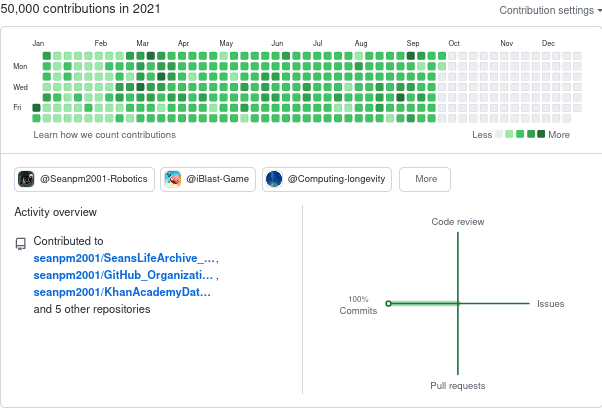 50,000 contributions in 2021
Contribution settings
Jan Feb Mar Apr May Jun Jul Aug Sep Oct Nov Dec
Mon
Wed
Fri
Learn how we count contributions
Less More
@Seanpm2001-Robotics @iBlast-Game @Computing-longevity More
Activity overview
Contributed to
seanpm2001/SeansLifeArchive_...,
seanpm2001/GitHub_Organizati...,
seanpm2001/KhanAcademyDat...
and 5 other repositories
Code review
100%
Commits
Issues
Pull requests